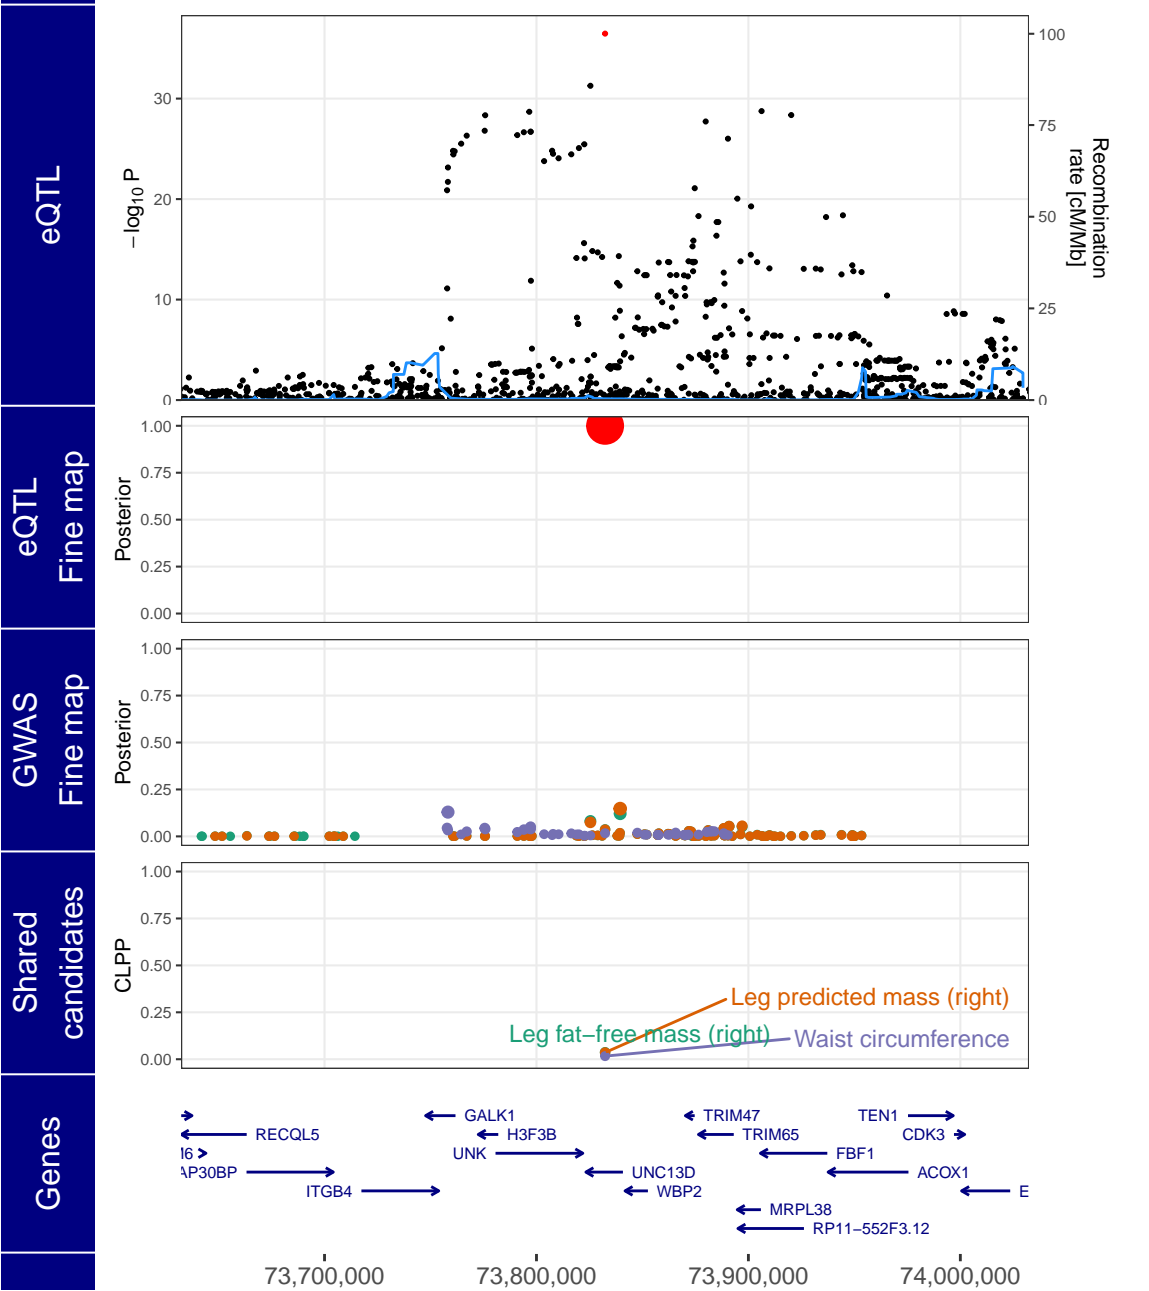 eQTL
−log10 P
30
20
10
0
100
75
50
25
0
Recombination
rate [cM/Mb]
eQTL
Fine map
Posterior
1.00
0.75
0.50
0.25
0.00
GWAS
Fine map
Posterior
1.00
0.75
0.50
0.25
0.00
Shared
candidates
CLPP
1.00
0.75
0.50
0.25
0.00
Leg predicted mass (right)
Leg fat−free mass (right)
Waist circumference
Genes
GALK1
TRIM47
TEN1
RECQL5
H3F3B
TRIM65
CDK3
I6
UNK
FBF1
AP30BP
UNC13D
ACOX1
ITGB4
WBP2
E
MRPL38
RP11−552F3.12
73,700,000
73,800,000
73,900,000
74,000,000